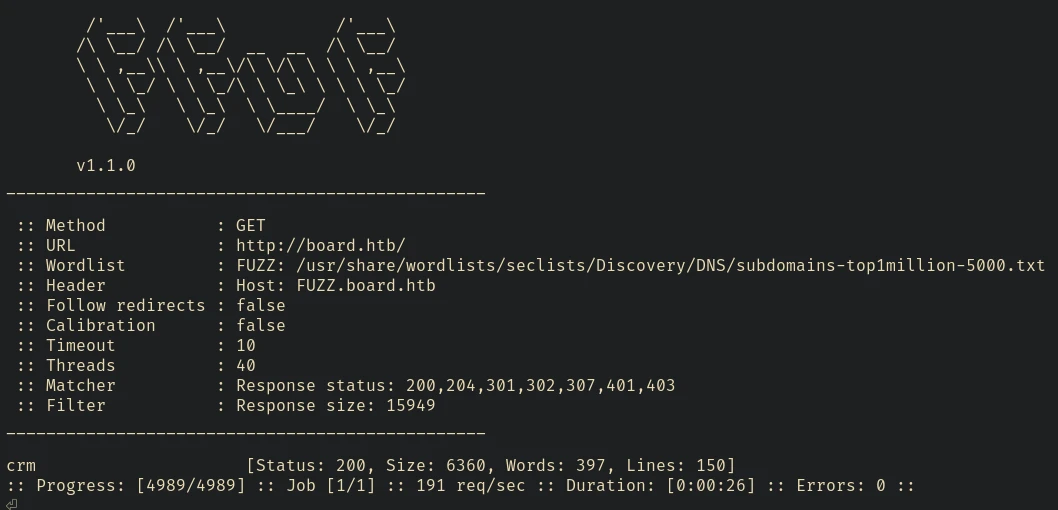 v1.1.0
________________________________________________
:: Method : GET
:: URL : http://board.htb/
:: Wordlist : FUZZ: /usr/share/wordlists/seclists/Discovery/DNS/subdomains-top1million-5000.txt
:: Header : Host: FUZZ.board.htb
:: Follow redirects : false
:: Calibration : false
:: Timeout : 10
:: Threads : 40
:: Matcher : Response status: 200,204,301,302,307,401,403
:: Filter : Response size: 15949
________________________________________________
crm [Status: 200, Size: 6360, Words: 397, Lines: 150]
:: Progress: [4989/4989] :: Job [1/1] :: 191 req/sec :: Duration: [0:00:26] :: Errors: 0 ::
⏎